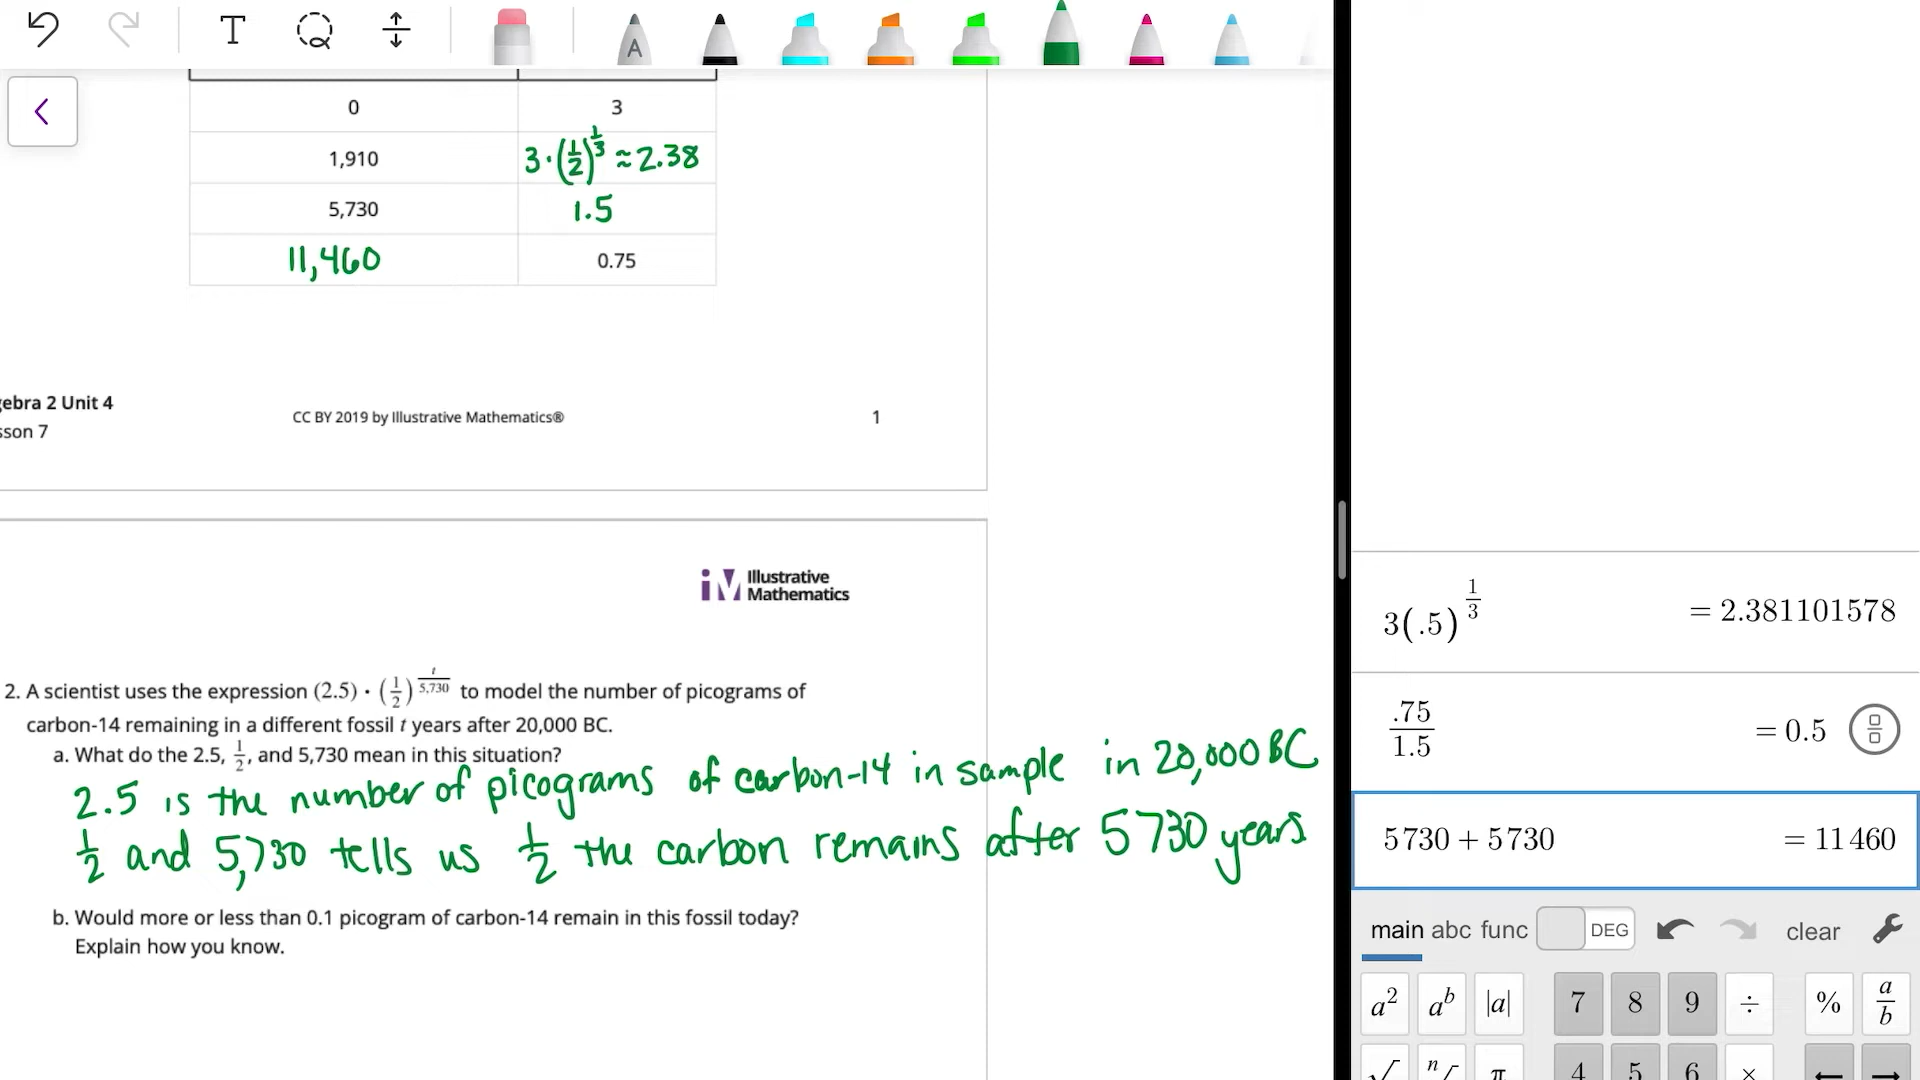 T
A
0 3
1,910 3·(1/2)^(1/3) ≈ 2.38
5,730 1.5
11,460 0.75
ebra 2 Unit 4
CC BY 2019 by Illustrative Mathematics®
1
sson 7
iM Illustrative
Mathematics
2. A scientist uses the expression (2.5) · (1/2)^(t/5,730) to model the number of picograms of
carbon-14 remaining in a different fossil t years after 20,000 BC.
a. What do the 2.5, 1/2, and 5,730 mean in this situation?
2.5 is the number of picograms of carbon-14 in sample in 20,000 BC
1/2 and 5,730 tells us 1/2 the carbon remains after 5730 years
b. Would more or less than 0.1 picogram of carbon-14 remain in this fossil today?
Explain how you know.
3(.5)^(1/3) = 2.381101578
.75/1.5 = 0.5
5730 + 5730 = 11460
main abc func DEG clear
a² a^b |a| 7 8 9 ÷ % a/b
√ n√ π 4 5 6 × ← →